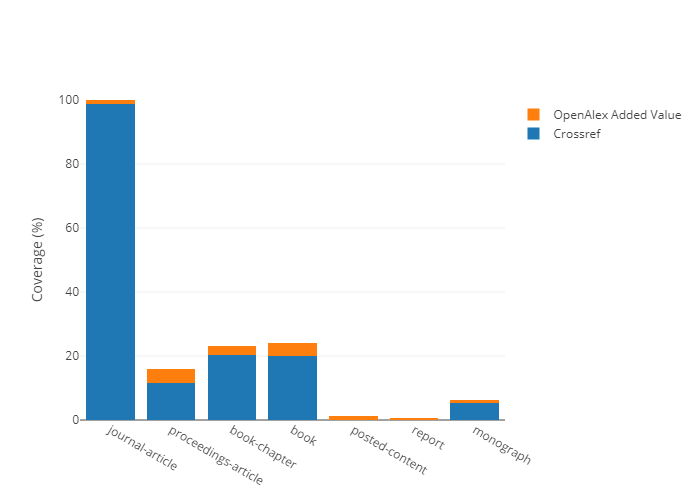 100
80
60
40
20
0
Coverage (%)
journal-article
proceedings-article
book-chapter
book
posted-content
report
monograph
OpenAlex Added Value
Crossref